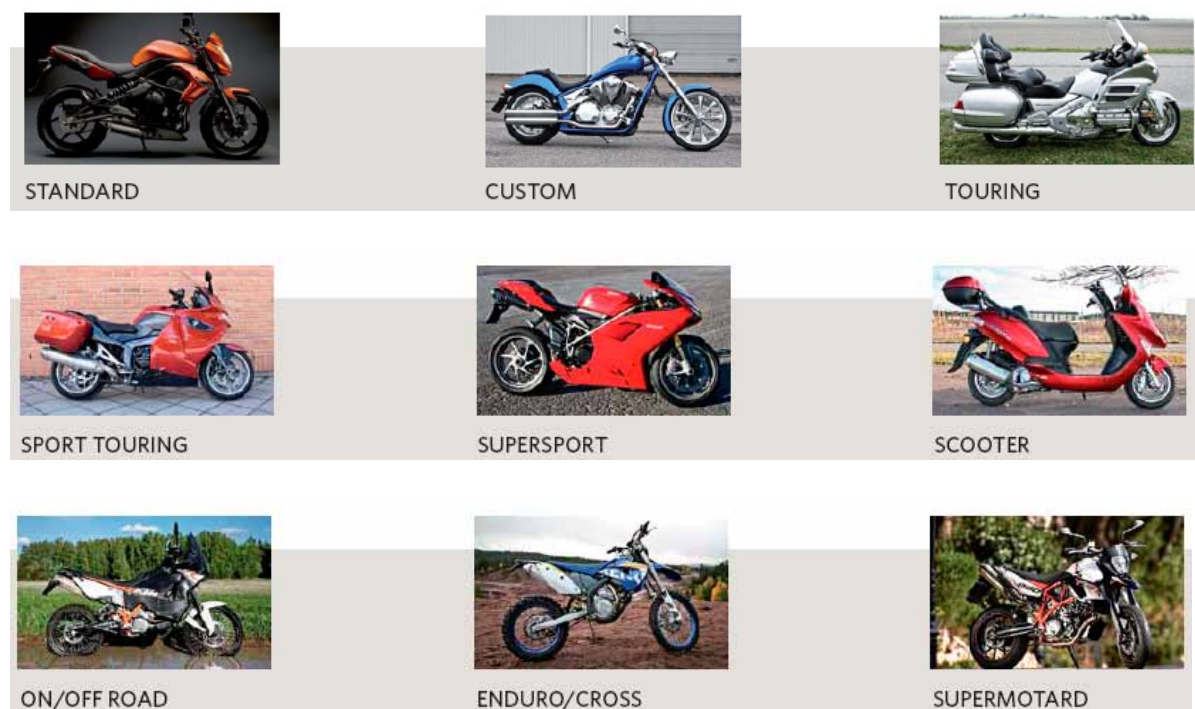 STANDARD
CUSTOM
TOURING
SPORT TOURING
SUPERSPORT
SCOOTER
ON/OFF ROAD
ENDURO/CROSS
SUPERMOTARD